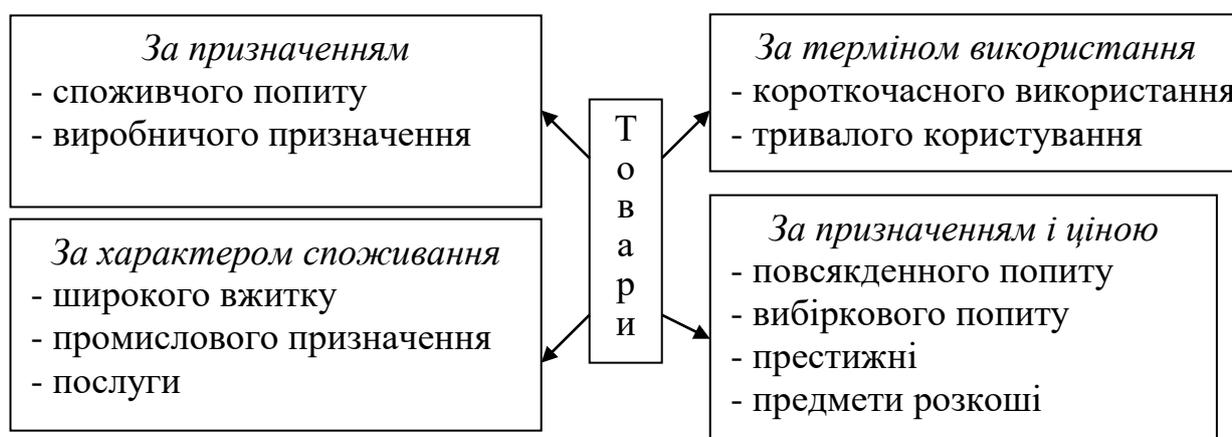 За призначенням
- споживчого попиту
- виробничого призначення
За характером споживання
- широкого вжитку
- промислового призначення
- послуги
Товари
За терміном використання
- короткочасного використання
- тривалого користування
За призначенням і ціною
- повсякденного попиту
- вибіркового попиту
- престижні
- предмети розкоші